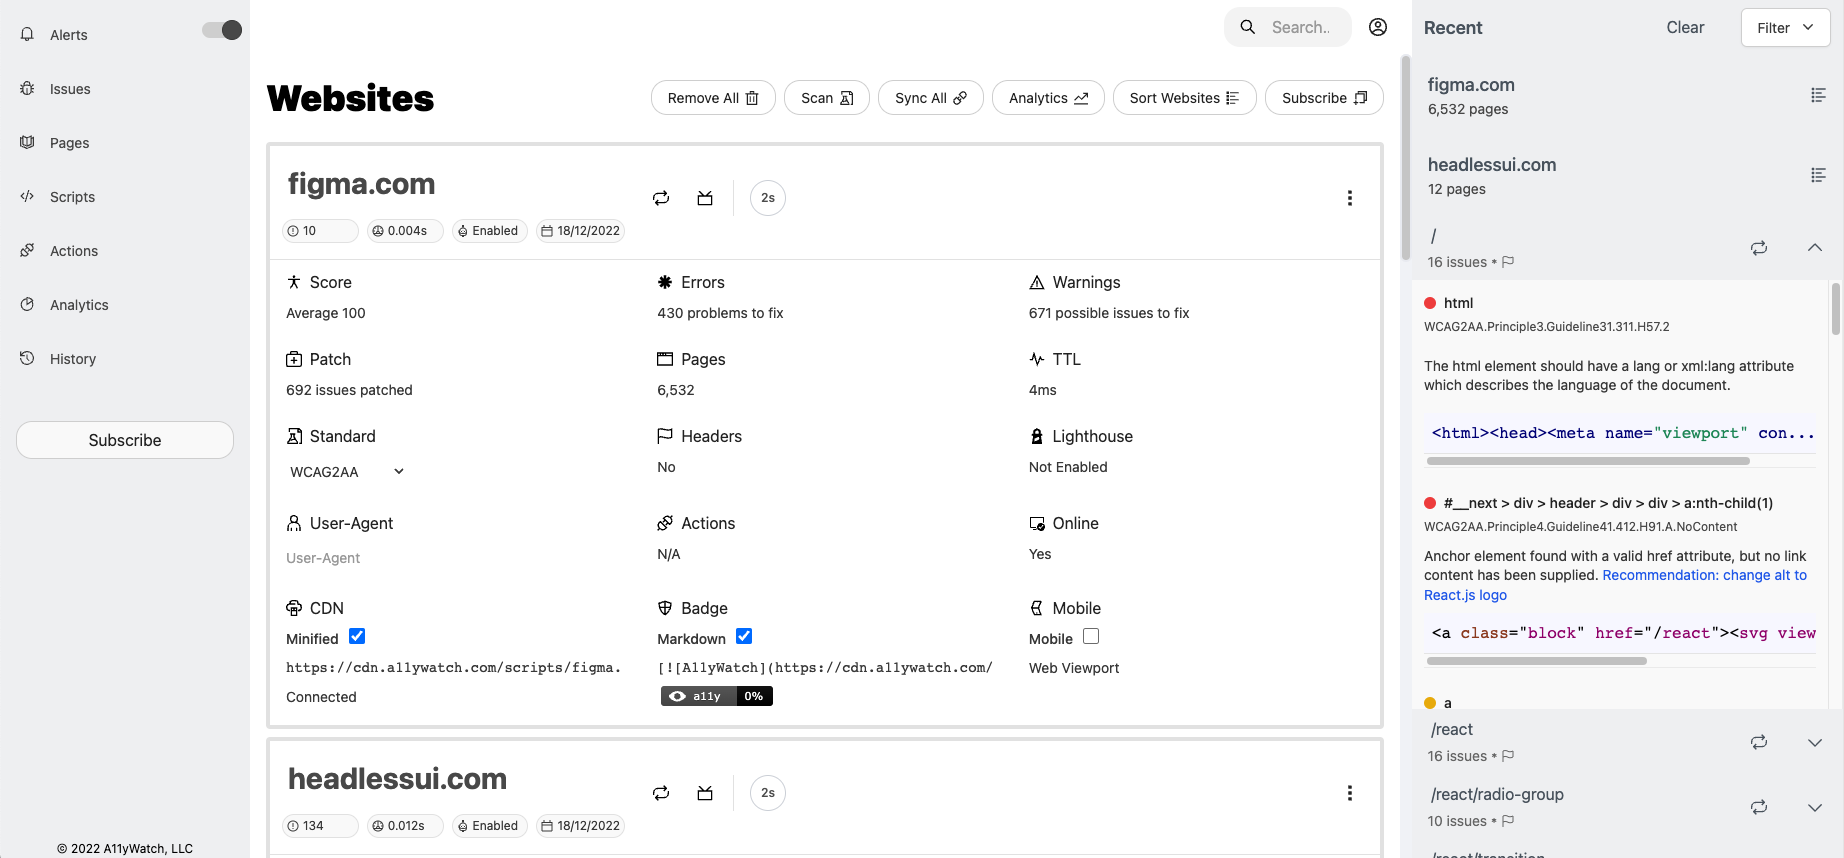 Alerts
Issues
Pages
Scripts
Actions
Analytics
History
Subscribe
© 2022 A11yWatch, LLC
Search..
Websites
Remove All
Scan
Sync All
Analytics
Sort Websites
Subscribe
figma.com
2s
10
0.004s
Enabled
18/12/2022
Score
Average 100
Errors
430 problems to fix
Warnings
671 possible issues to fix
Patch
692 issues patched
Pages
6,532
TTL
4ms
Standard
WCAG2AA
Headers
No
Lighthouse
Not Enabled
User-Agent
User-Agent
Actions
N/A
Online
Yes
CDN
Minified
https://cdn.a11ywatch.com/scripts/figma.
Connected
Badge
Markdown
[![A11yWatch](https://cdn.a11ywatch.com/
a11y 0%
Mobile
Mobile
Web Viewport
headlessui.com
2s
134
0.012s
Enabled
18/12/2022
Recent
Clear
Filter
figma.com
6,532 pages
headlessui.com
12 pages
/
16 issues •
html
WCAG2AA.Principle3.Guideline31.311.H57.2
The html element should have a lang or xml:lang attribute
which describes the language of the document.
<html><head><meta name="viewport" con...
#__next > div > header > div > div > a:nth-child(1)
WCAG2AA.Principle4.Guideline41.412.H91.A.NoContent
Anchor element found with a valid href attribute, but no link
content has been supplied. Recommendation: change alt to
React.js logo
<a class="block" href="/react"><svg view
a
/react
16 issues •
/react/radio-group
10 issues •
/react/transition